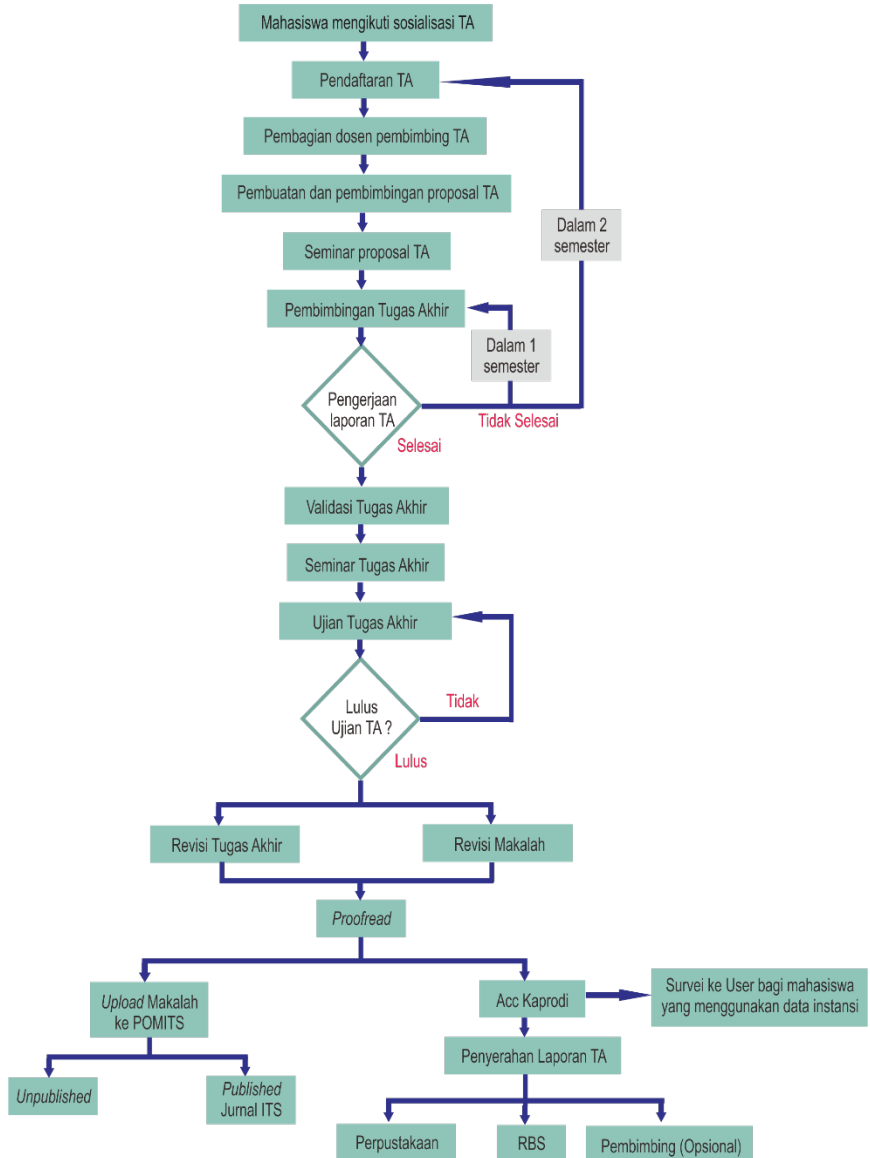 Mahasiswa mengikuti sosialisasi TA
Pendaftaran TA
Pembagian dosen pembimbing TA
Pembuatan dan pembimbingan proposal TA
Dalam 2
semester
Seminar proposal TA
Pembimbingan Tugas Akhir
Dalam 1
semester
Pengerjaan
laporan TA
Tidak Selesai
Selesai
Validasi Tugas Akhir
Seminar Tugas Akhir
Ujian Tugas Akhir
Lulus
Ujian TA ?
Tidak
Lulus
Revisi Tugas Akhir
Revisi Makalah
Proofread
Upload Makalah
ke POMITS
Acc Kaprodi
Survei ke User bagi mahasiswa
yang menggunakan data instansi
Penyerahan Laporan TA
Unpublished
Published
Jurnal ITS
Perpustakaan
RBS
Pembimbing (Opsional)